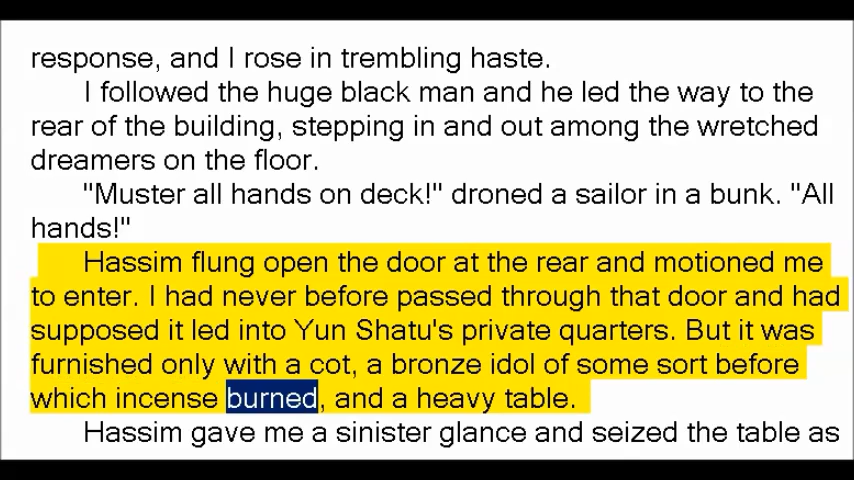 response, and I rose in trembling haste.
I followed the huge black man and he led the way to the
rear of the building, stepping in and out among the wretched
dreamers on the floor.
"Muster all hands on deck!" droned a sailor in a bunk. "All
hands!"
Hassim flung open the door at the rear and motioned me
to enter. I had never before passed through that door and had
supposed it led into Yun Shatu's private quarters. But it was
furnished only with a cot, a bronze idol of some sort before
which incense burned, and a heavy table.
Hassim gave me a sinister glance and seized the table as